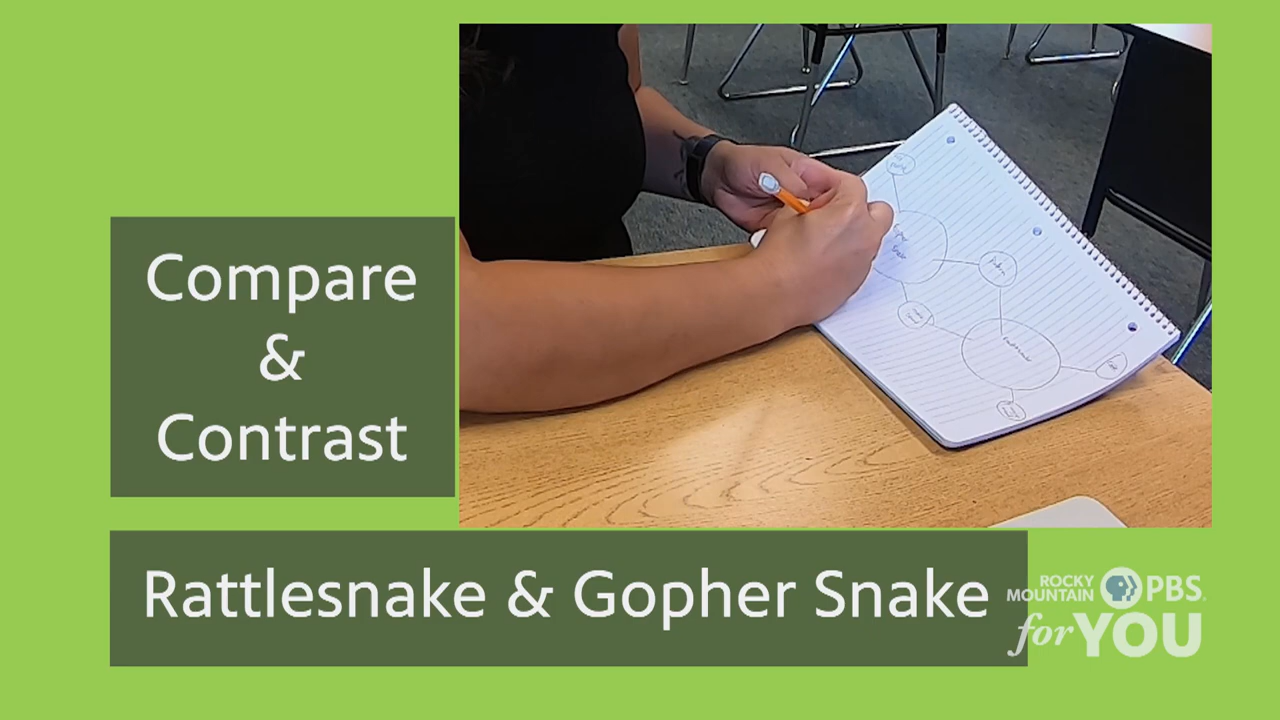 Compare
&
Contrast
Rattlesnake & Gopher Snake
ROCKY
MOUNTAIN PBS
for YOU